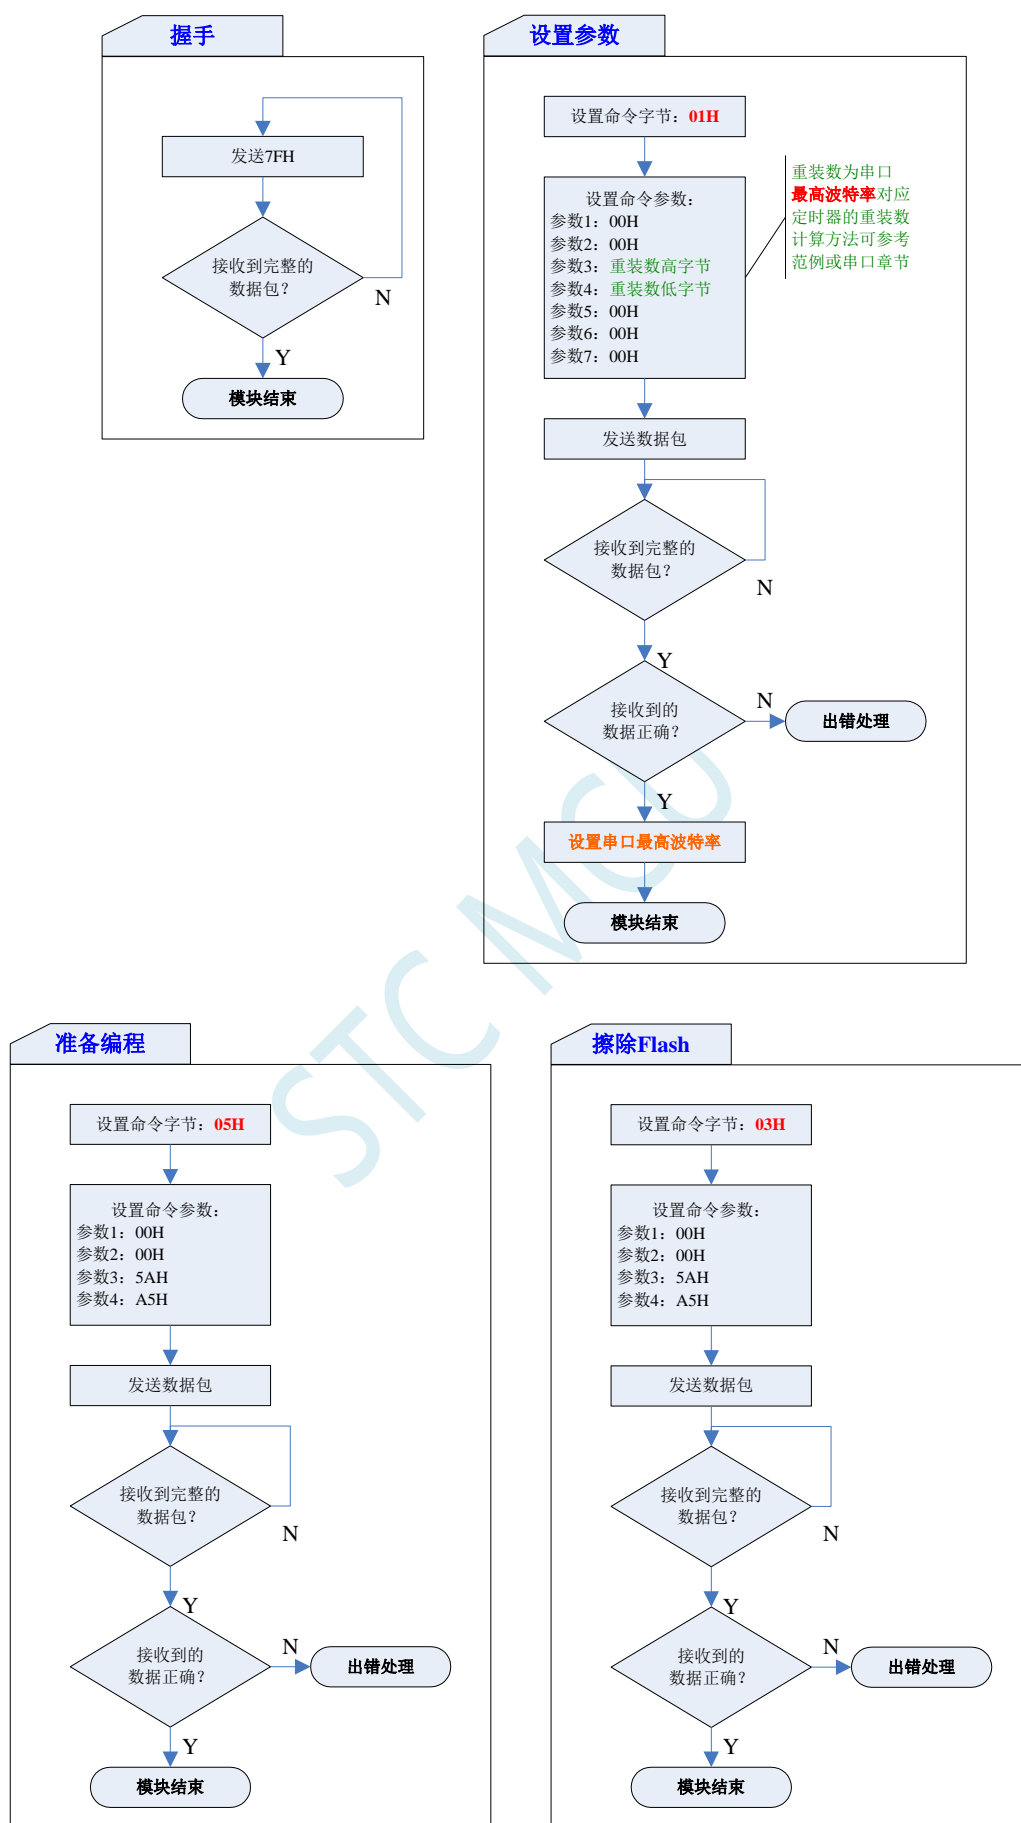 握手
发送7FH
接收到完整的
数据包？
N
Y
模块结束
设置参数
设置命令字节：01H
设置命令参数：
参数1：00H
参数2：00H
参数3：重装数高字节
参数4：重装数低字节
参数5：00H
参数6：00H
参数7：00H
重装数为串口
最高波特率对应
定时器的重装数
计算方法可参考
范例或串口章节
发送数据包
接收到完整的
数据包？
N
Y
接收到的
数据正确？
N
出错处理
Y
设置串口最高波特率
模块结束
STC MCU
准备编程
设置命令字节：05H
设置命令参数：
参数1：00H
参数2：00H
参数3：5AH
参数4：A5H
发送数据包
接收到完整的
数据包？
N
Y
接收到的
数据正确？
N
出错处理
Y
模块结束
擦除Flash
设置命令字节：03H
设置命令参数：
参数1：00H
参数2：00H
参数3：5AH
参数4：A5H
发送数据包
接收到完整的
数据包？
N
Y
接收到的
数据正确？
N
出错处理
Y
模块结束